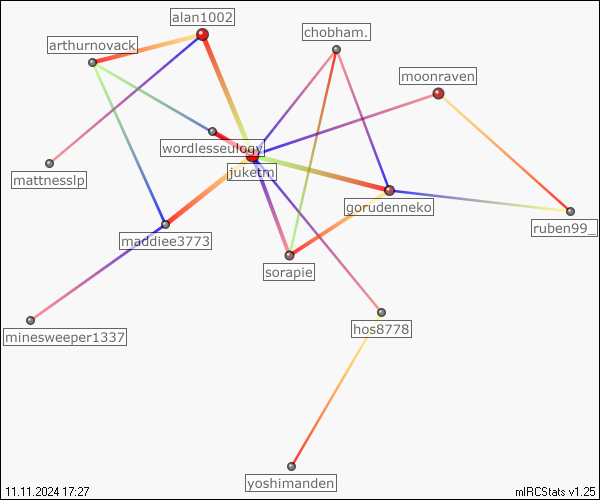 alan1002
chobham.
arthurnovack
moonraven
wordlesseulogy
juketm
mattnesslp
gorudenneko
ruben99_
maddiee3773
sorapie
minesweeper1337
hos8778
yoshimanden
11.11.2024 17:27
mIRCStats v1.25